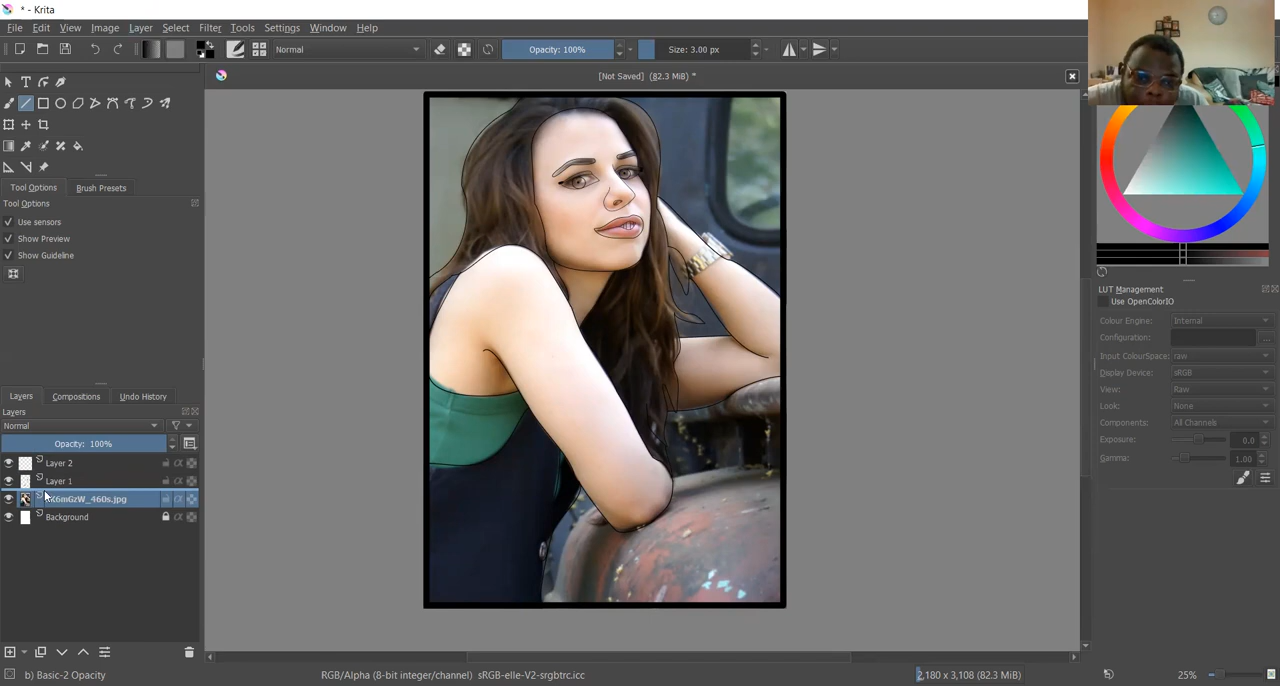 * - Krita
File Edit View Image Layer Select Filter Tools Settings Window Help
Normal Opacity: 100% Size: 3.00 px
[Not Saved] (82.3 MiB) *
Tool Options Brush Presets
Tool Options
Use sensors
Show Preview
Show Guideline
Layers Compositions Undo History
Layers
Normal
Opacity: 100%
Layer 2
Layer 1
K6mGzW_460s.jpg
Background
b) Basic-2 Opacity RGB/Alpha (8-bit integer/channel) sRGB-elle-V2-srgbtrc.icc 2,180 x 3,108 (82.3 MiB) 25%
LUT Management
Use OpenColorIO
Colour Engine: Internal
Configuration: ...
Input ColourSpace: raw
Display Device: sRGB
View: Raw
Look: None
Components: All Channels
Exposure: 0.0
Gamma: 1.00